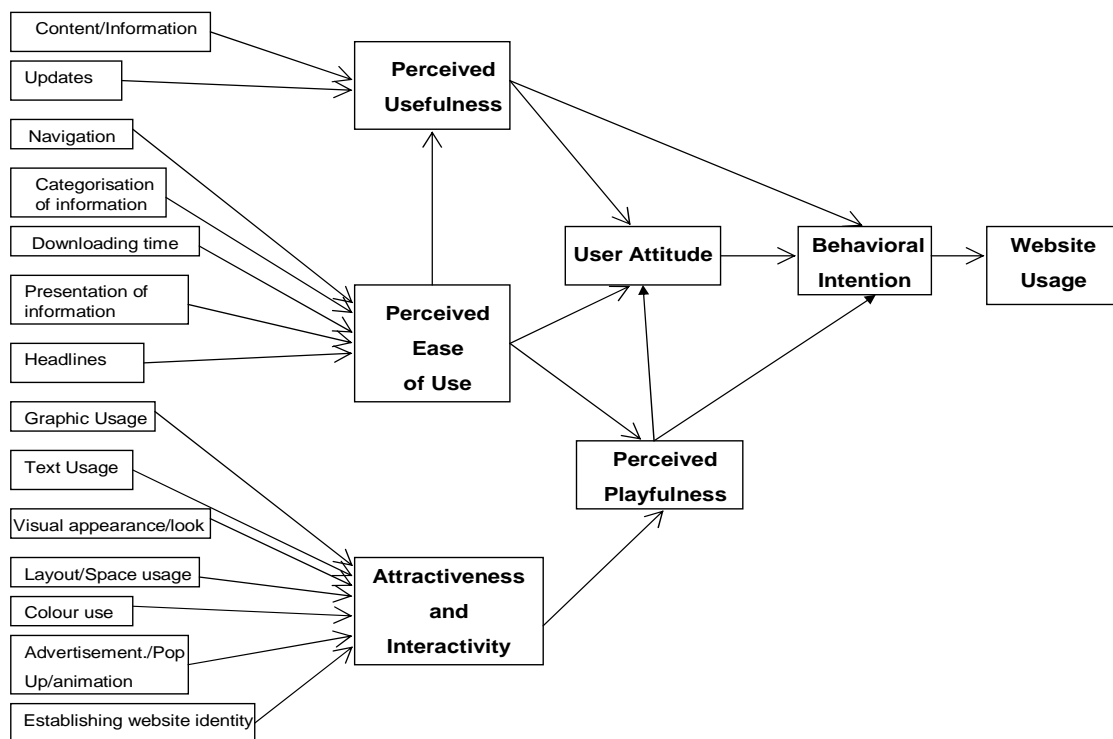 Content/Information
Updates
Navigation
Categorisation
of information
Downloading time
Presentation of
information
Headlines
Graphic Usage
Text Usage
Visual appearance/look
Layout/Space usage
Colour use
Advertisement./Pop
Up/animation
Establishing website identity
Perceived
Usefulness
Perceived
Ease
of Use
Attractiveness
and
Interactivity
User Attitude
Perceived
Playfulness
Behavioral
Intention
Website
Usage